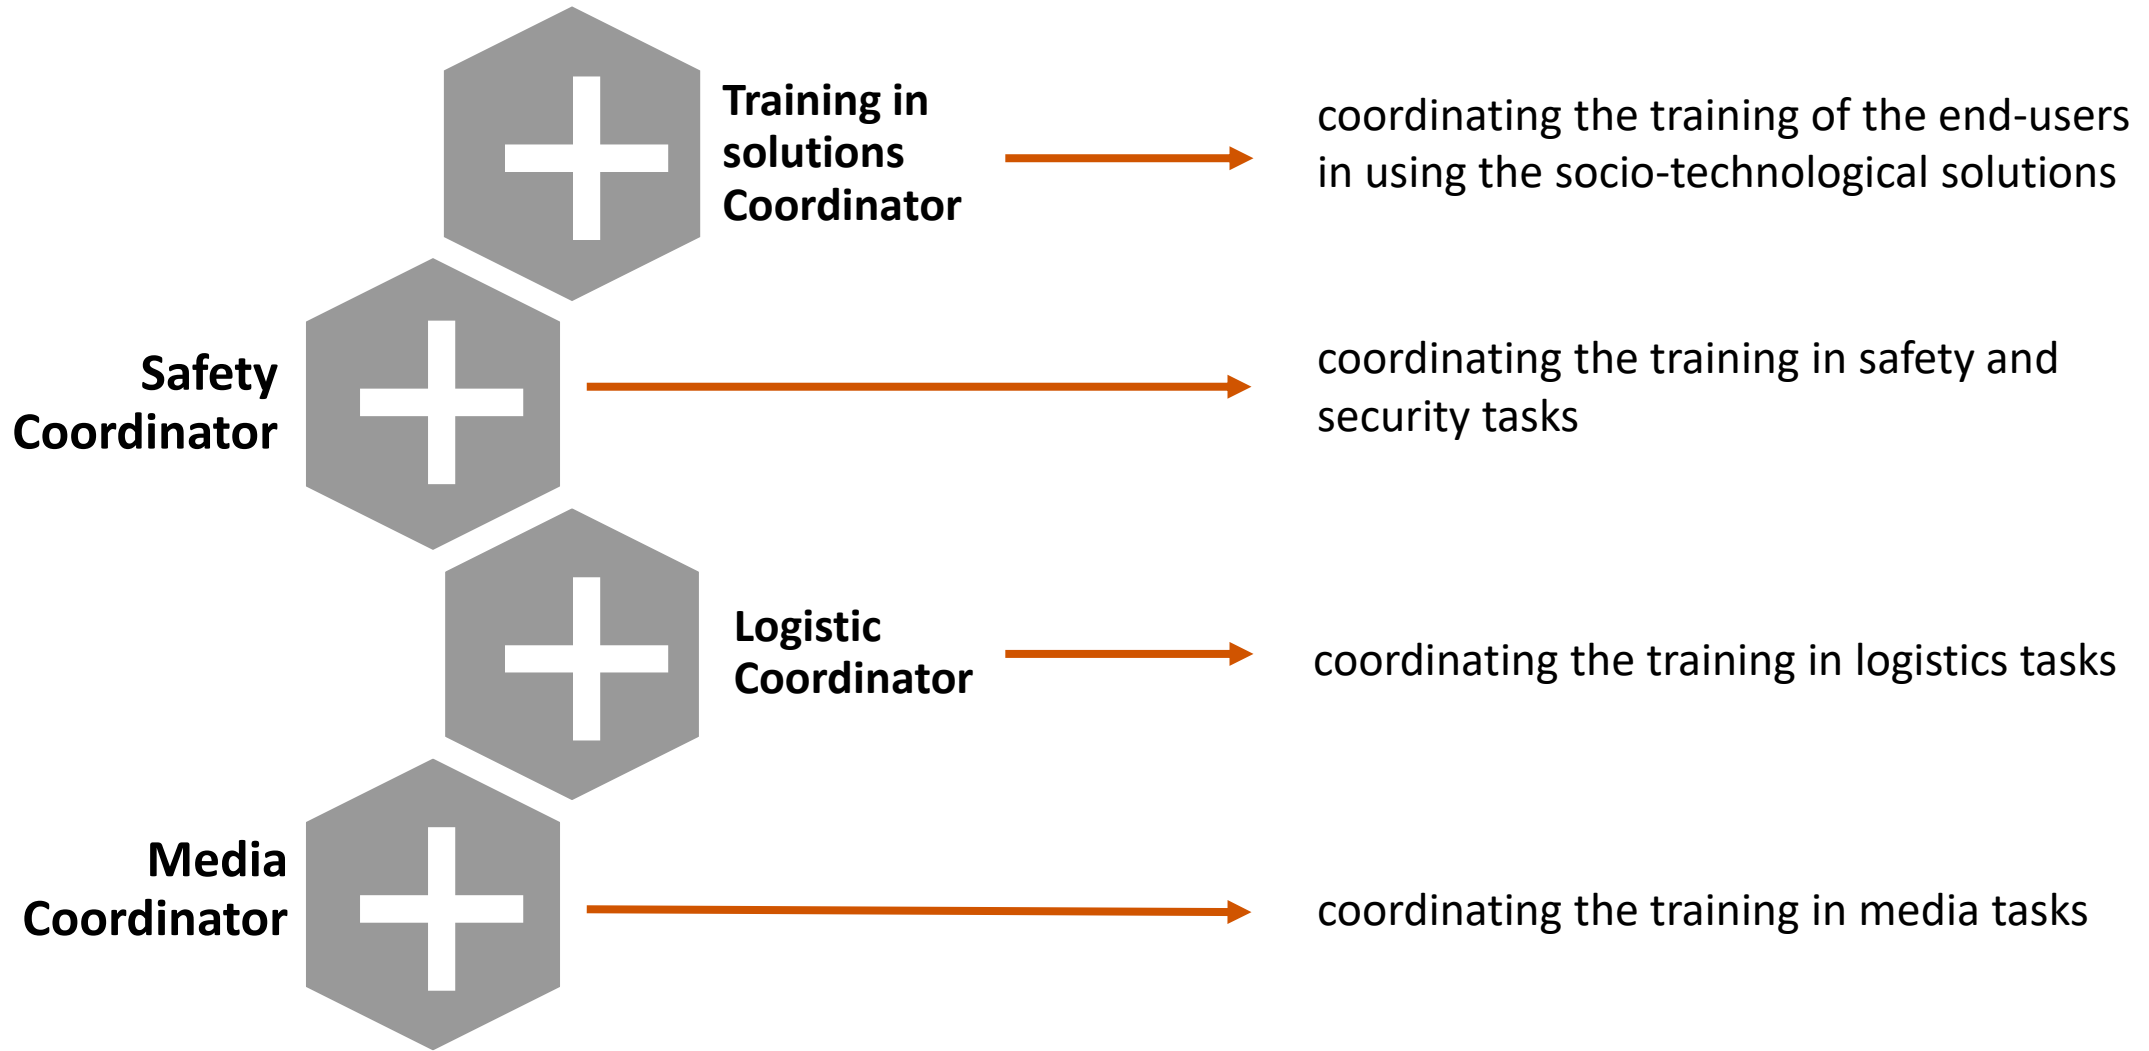 Training in
solutions
Coordinator
coordinating the training of the end-users
in using the socio-technological solutions
Safety
Coordinator
coordinating the training in safety and
security tasks
Logistic
Coordinator
coordinating the training in logistics tasks
Media
Coordinator
coordinating the training in media tasks